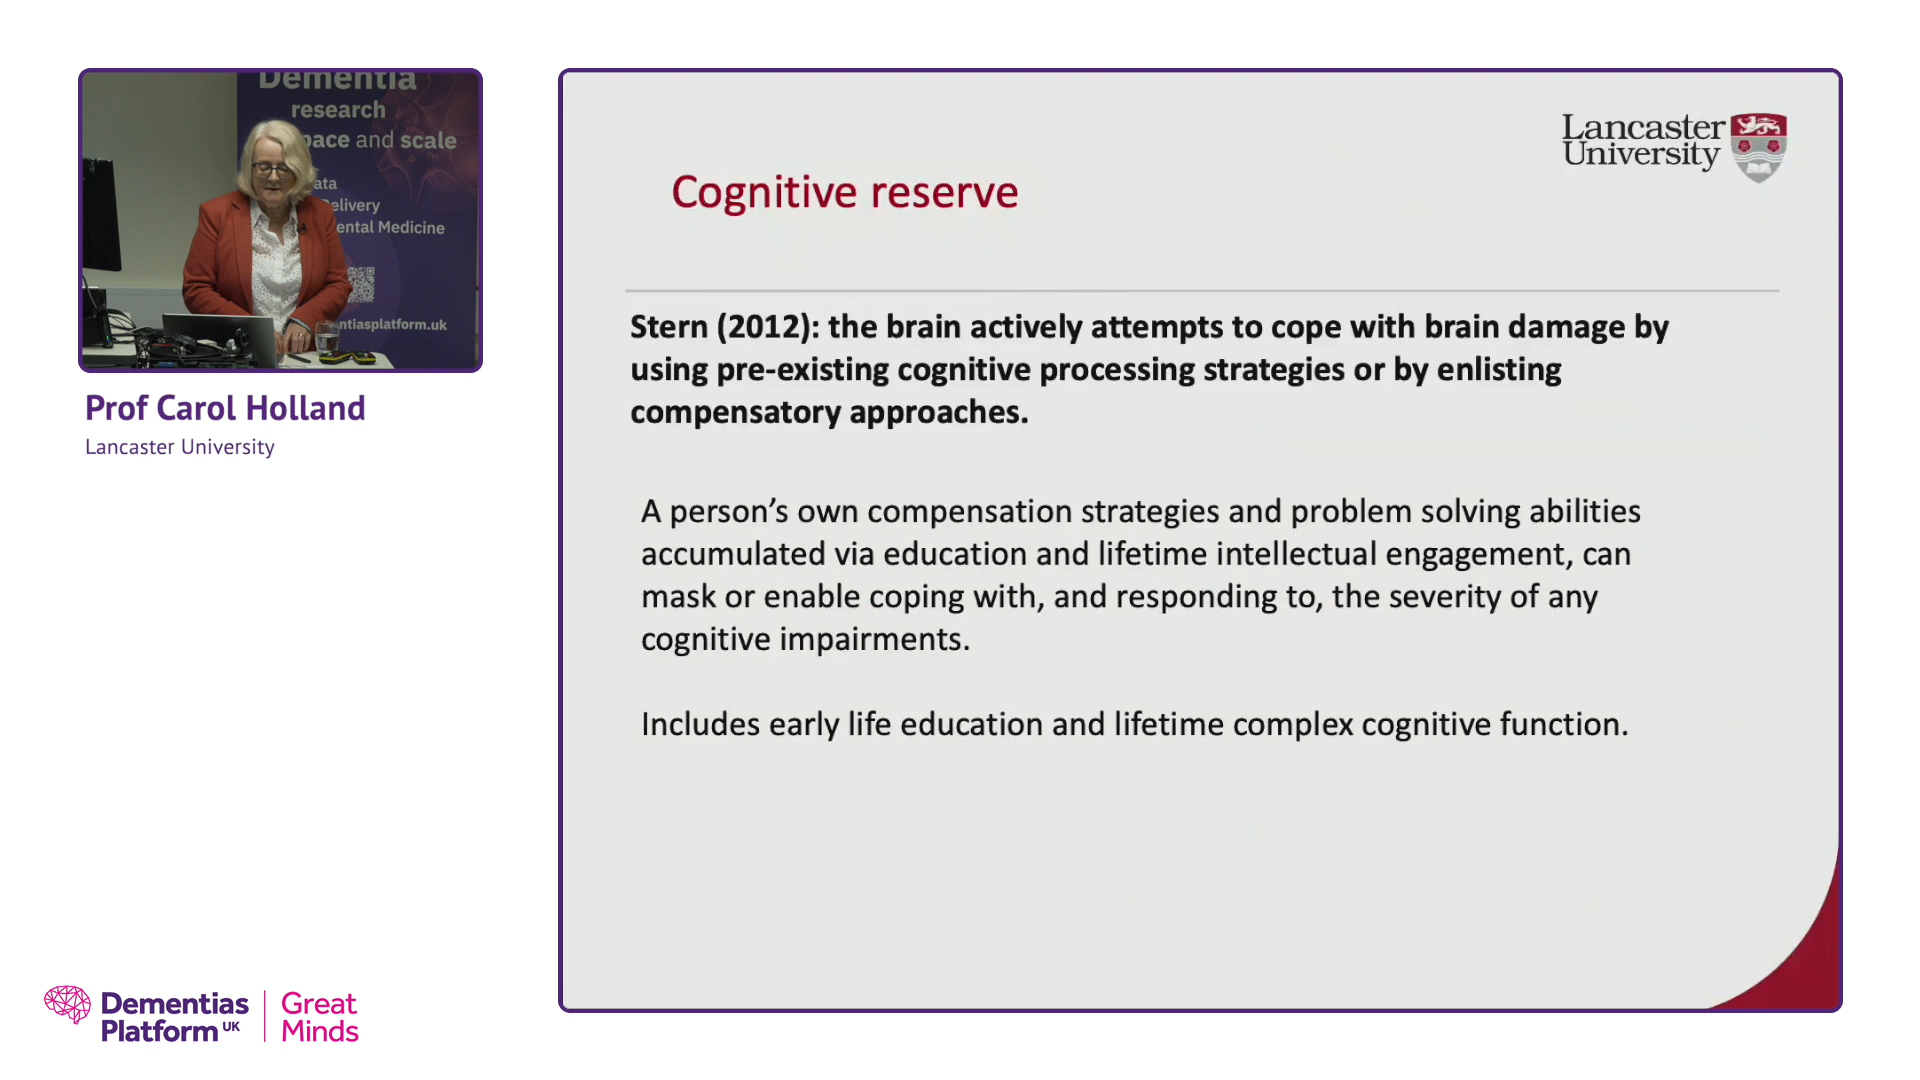 Dementia
research
pace and scale
ata
elivery
ental Medicine
ntiasplatform.uk
Prof Carol Holland
Lancaster University
Lancaster
University
Cognitive reserve
Stern (2012): the brain actively attempts to cope with brain damage by
using pre-existing cognitive processing strategies or by enlisting
compensatory approaches.
A person’s own compensation strategies and problem solving abilities
accumulated via education and lifetime intellectual engagement, can
mask or enable coping with, and responding to, the severity of any
cognitive impairments.
Includes early life education and lifetime complex cognitive function.
Dementias
Platform UK
Great
Minds